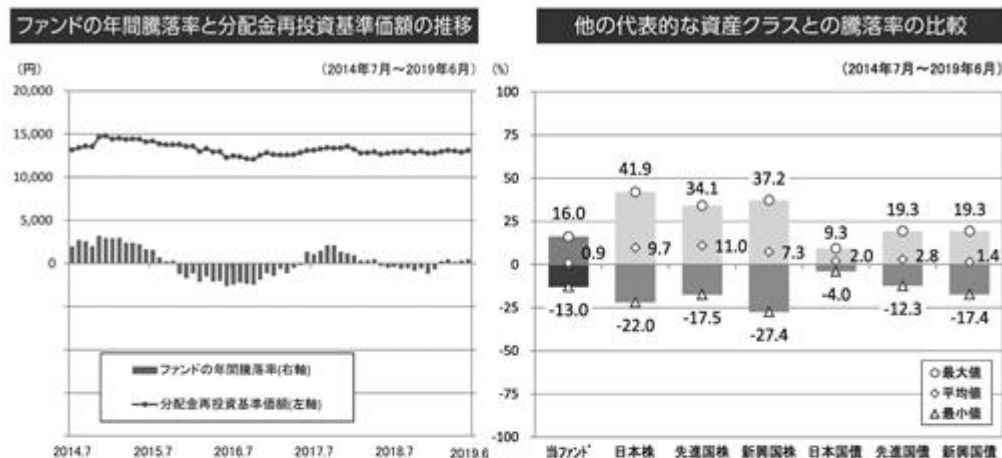 ファンドの年間騰落率と分配金再投資基準価額の推移
(円)
(2014年7月～2019年6月)
20,000
15,000
10,000
5,000
0
ファンドの年間騰落率(右軸)
分配金再投資基準価額(左軸)
2014.7 2015.7 2016.7 2017.7 2018.7 2019.6
他の代表的な資産クラスとの騰落率の比較
(%)
(2014年7月～2019年6月)
100
75
50
25
0
-25
-50
-75
-100
41.9 34.1 37.2
16.0 9.3 19.3 19.3
0.9 9.7 11.0 7.3 2.0 2.8 1.4
-13.0 -22.0 -17.5 -27.4 -4.0 -12.3 -17.4
○最大値
◇平均値
△最小値
当ファンド 日本株 先進国株 新興国株 日本国債 先進国債 新興国債